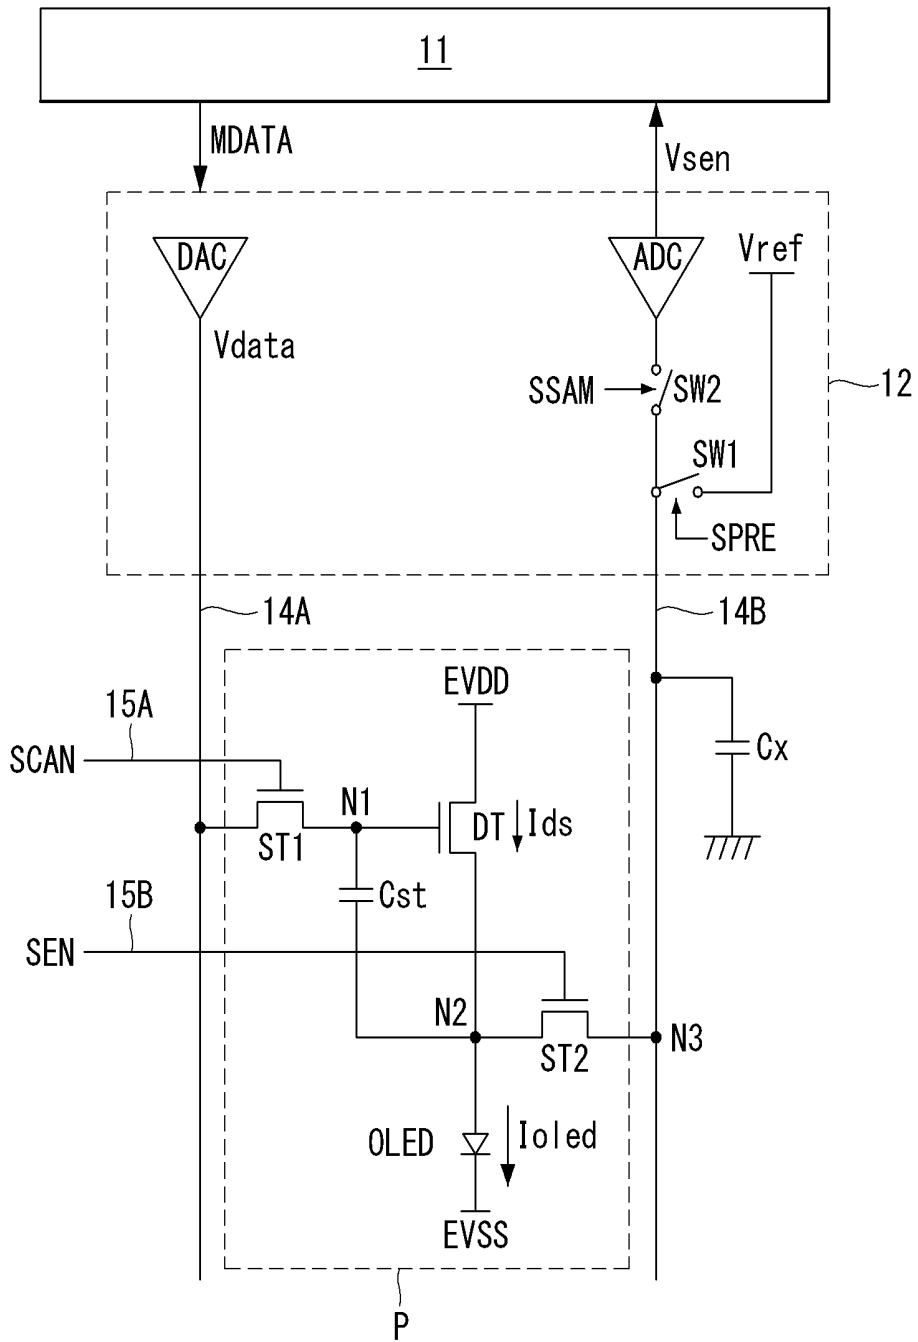 11
MDATA
Vsen
DAC
ADC
Vref
Vdata
SSAM
SW2
12
SW1
SPRE
14A
14B
EVDD
15A
SCAN
Cx
N1
DT
Ids
ST1
15B
Cst
SEN
N2
N3
ST2
OLED
Ioled
EVSS
P